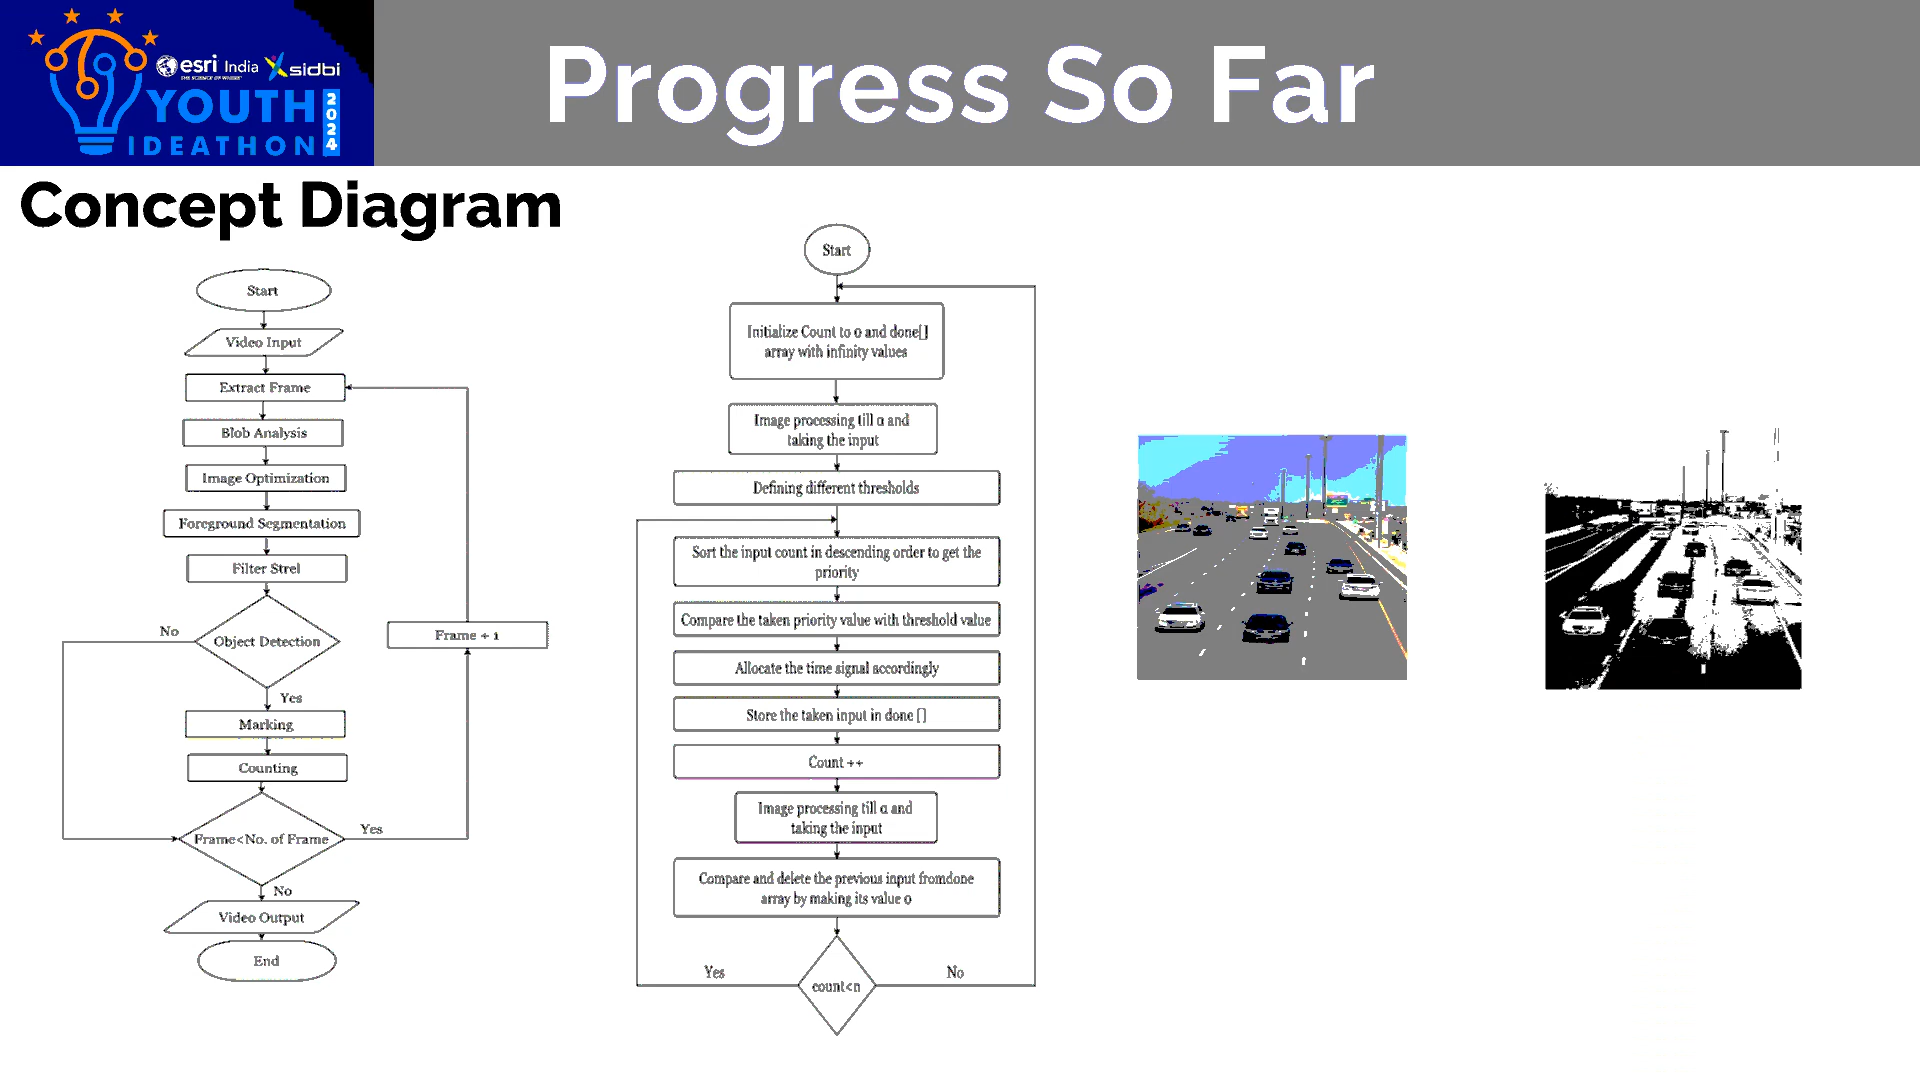 esri India
THE SCIENCE OF WHERE
sidbi
YOUTH
IDEATHON
2024
Progress So Far
Concept Diagram
Start
Video Input
Extract Frame
Blob Analysis
Image Optimization
Foreground Segmentation
Filter Strel
Object Detection
No
Yes
Marking
Counting
Frame<No. of Frame
Yes
Frame + 1
No
Video Output
End
Start
Initialize Count to 0 and done[]
array with infinity values
Image processing till α and
taking the input
Defining different thresholds
Sort the input count in descending order to get the
priority
Compare the taken priority value with threshold value
Allocate the time signal accordingly
Store the taken input in done []
Count ++
Image processing till α and
taking the input
Compare and delete the previous input fromdone
array by making its value 0
Yes
count<n
No